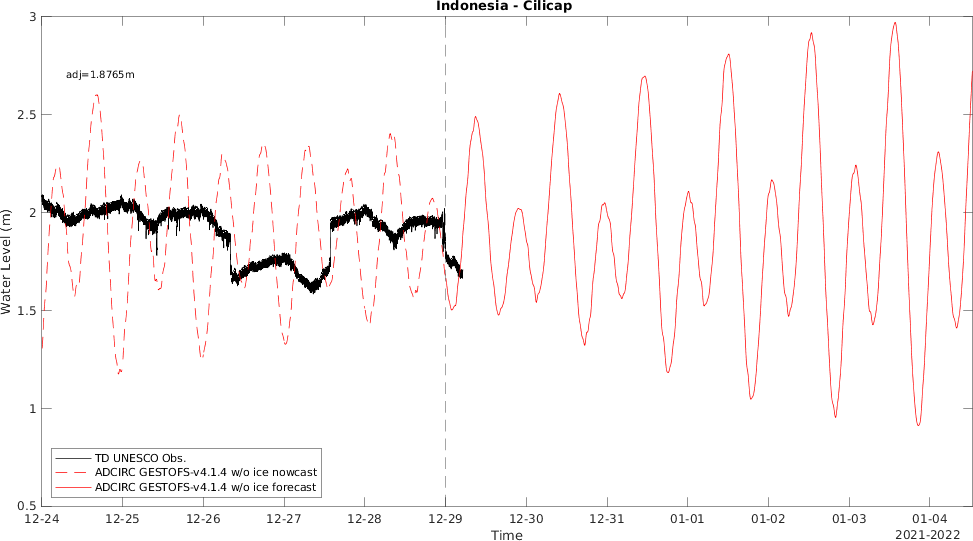 Indonesia - Cilicap
adj=1.8765m
3
2.5
2
1.5
1
0.5
Water Level (m)
TD UNESCO Obs.
ADCIRC GESTOFS-v4.1.4 w/o ice nowcast
ADCIRC GESTOFS-v4.1.4 w/o ice forecast
12-24 12-25 12-26 12-27 12-28 12-29 12-30 12-31 01-01 01-02 01-03 01-04
Time
2021-2022